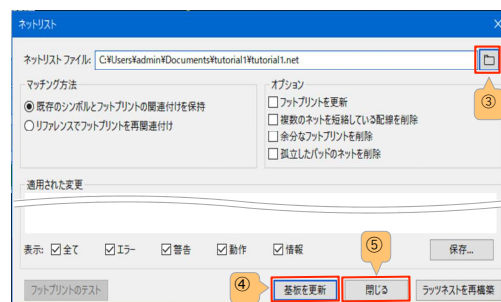 ネットリスト
ネットリスト ファイル: C:¥Users¥admin¥Documents¥tutorial1¥tutorial1.net
③
マッチング方法
既存のシンボルとフットプリントの関連付けを保持
リファレンスでフットプリントを再関連付け
オプション
フットプリントを更新
複数のネットを短絡している配線を削除
余分なフットプリントを削除
孤立したパッドのネットを削除
適用された変更
表示: 全て エラー 警告 動作 情報 保存...
④ ⑤
フットプリントのテスト 基板を更新 閉じる ラッツネストを再構築